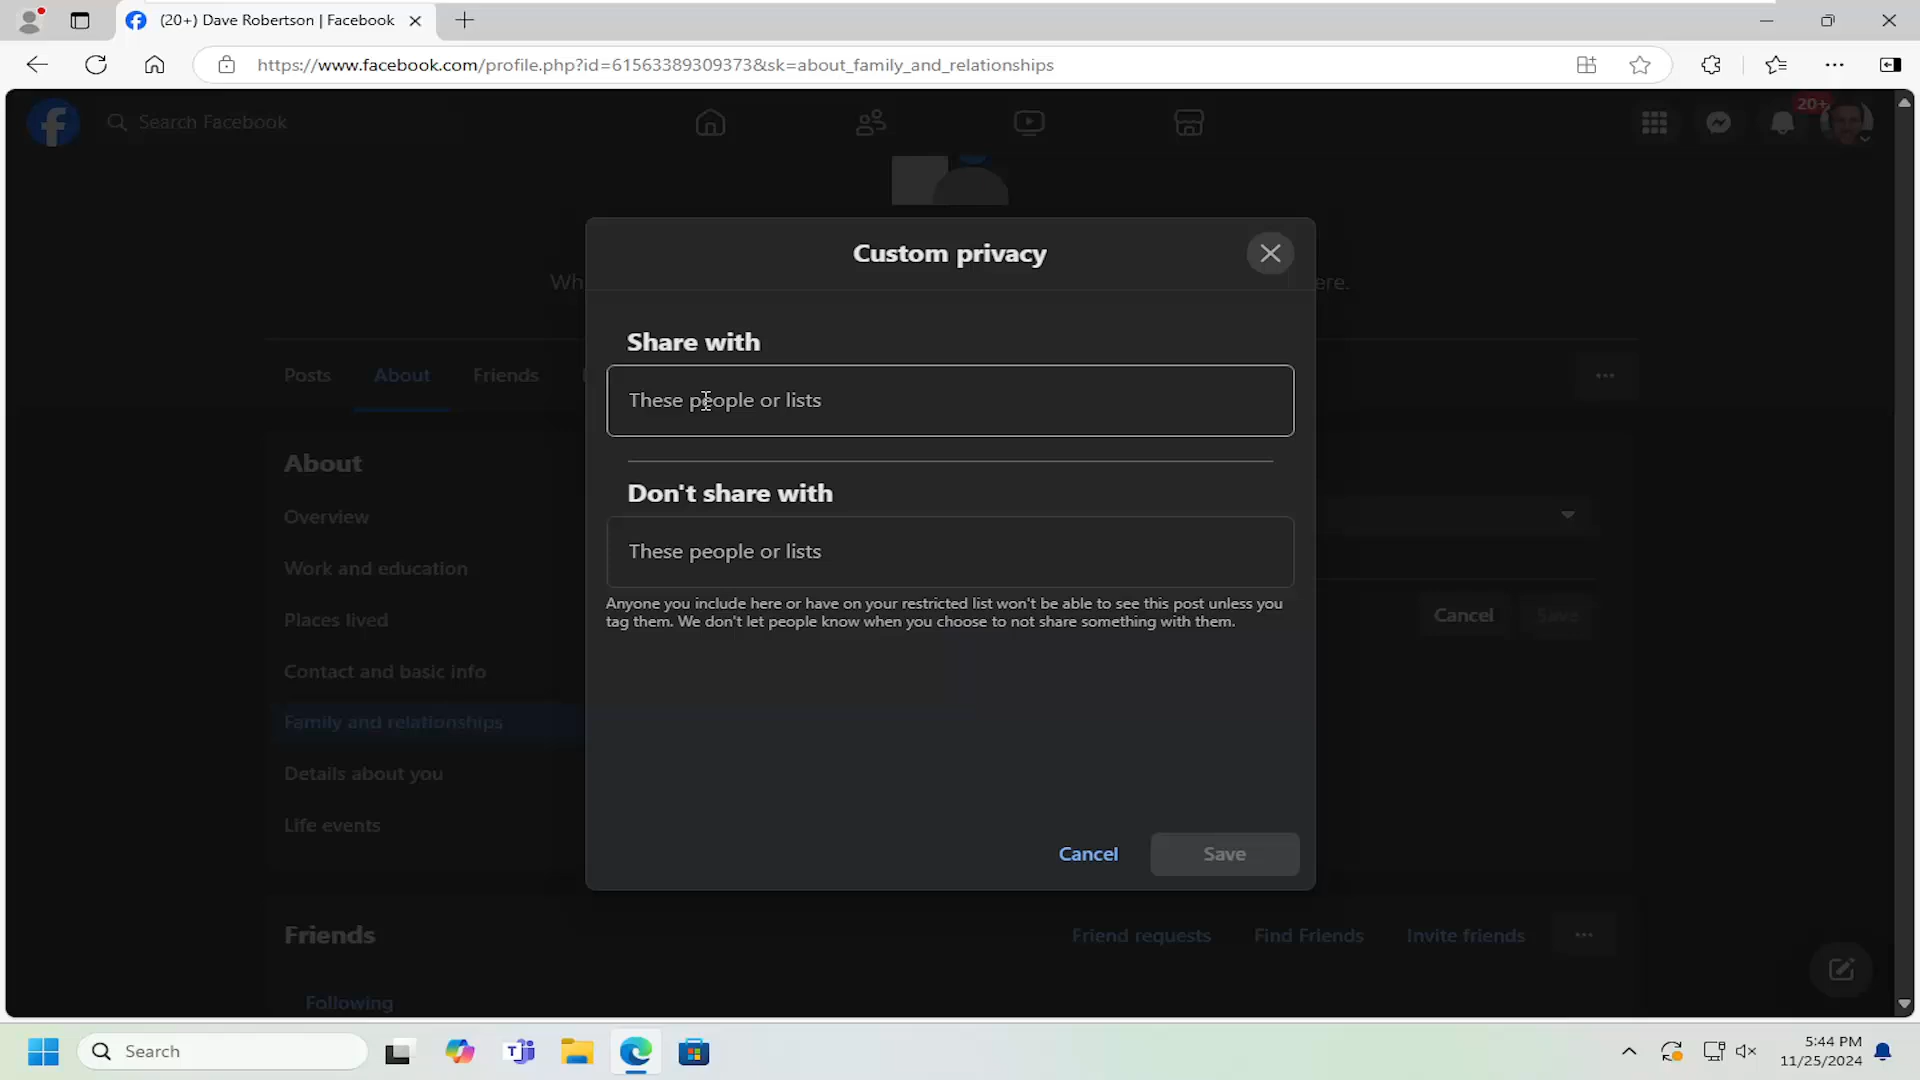 (20+) Dave Robertson | Facebook
https://www.facebook.com/profile.php?id=61563389309373&sk=about_family_and_relationships
Search Facebook
20+
Wh
ere.
Custom privacy
Share with
These people or lists
Don't share with
These people or lists
Anyone you include here or have on your restricted list won't be able to see this post unless you
tag them. We don't let people know when you choose to not share something with them.
Cancel
Save
Posts
About
Friends
About
Overview
Work and education
Places lived
Contact and basic info
Family and relationships
Details about you
Life events
Cancel
Save
Friends
Friend requests
Find Friends
Invite friends
Following
Search
5:44 PM
11/25/2024